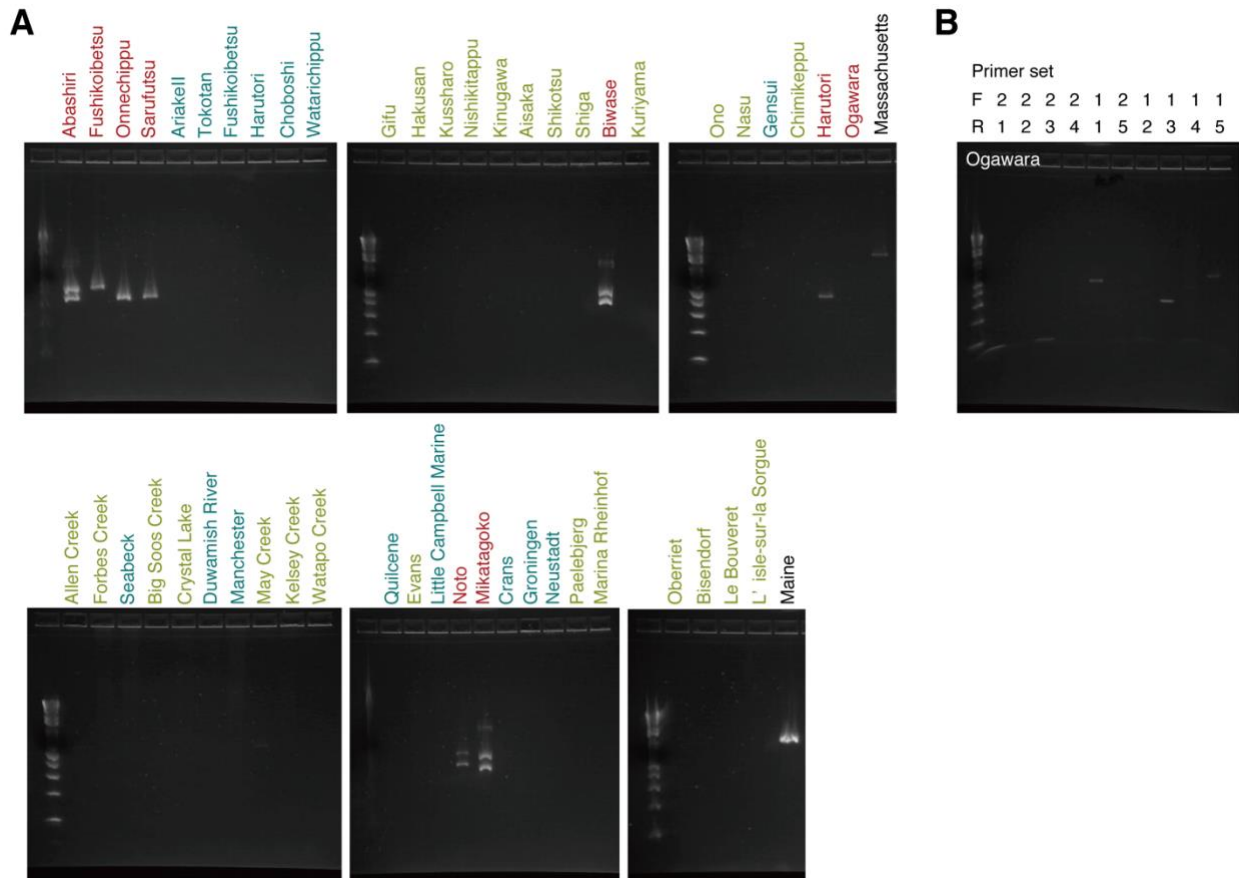 A
Abashiri
Fushikoibetsu
Onnechippu
Sarufutsu
AriakeII
Tokotan
Fushikoibetsu
Harutori
Choboshi
Watarichippu
Gifu
Hakusan
Kussharo
Nishikitappu
Kinugawa
Aisaka
Shikotsu
Shiga
Biwase
Kuriyama
Ono
Nasu
Gensui
Chimikeppu
Harutori
Ogawara
Massachusetts
B
Primer set
F 2 2 2 2 1 2 1 1 1 1
R 1 2 3 4 1 5 2 3 4 5
Ogawara
Allen Creek
Forbes Creek
Seabeck
Big Soos Creek
Crystal Lake
Duwamish River
Manchester
May Creek
Kelsey Creek
Watapo Creek
Quilcene
Evans
Little Campbell Marine
Noto
Mikatagoko
Crans
Groningen
Neustadt
Paelebjerg
Marina Rheinhof
Oberriet
Bisendorf
Le Bouveret
L' isle-sur-la Sorgue
Maine